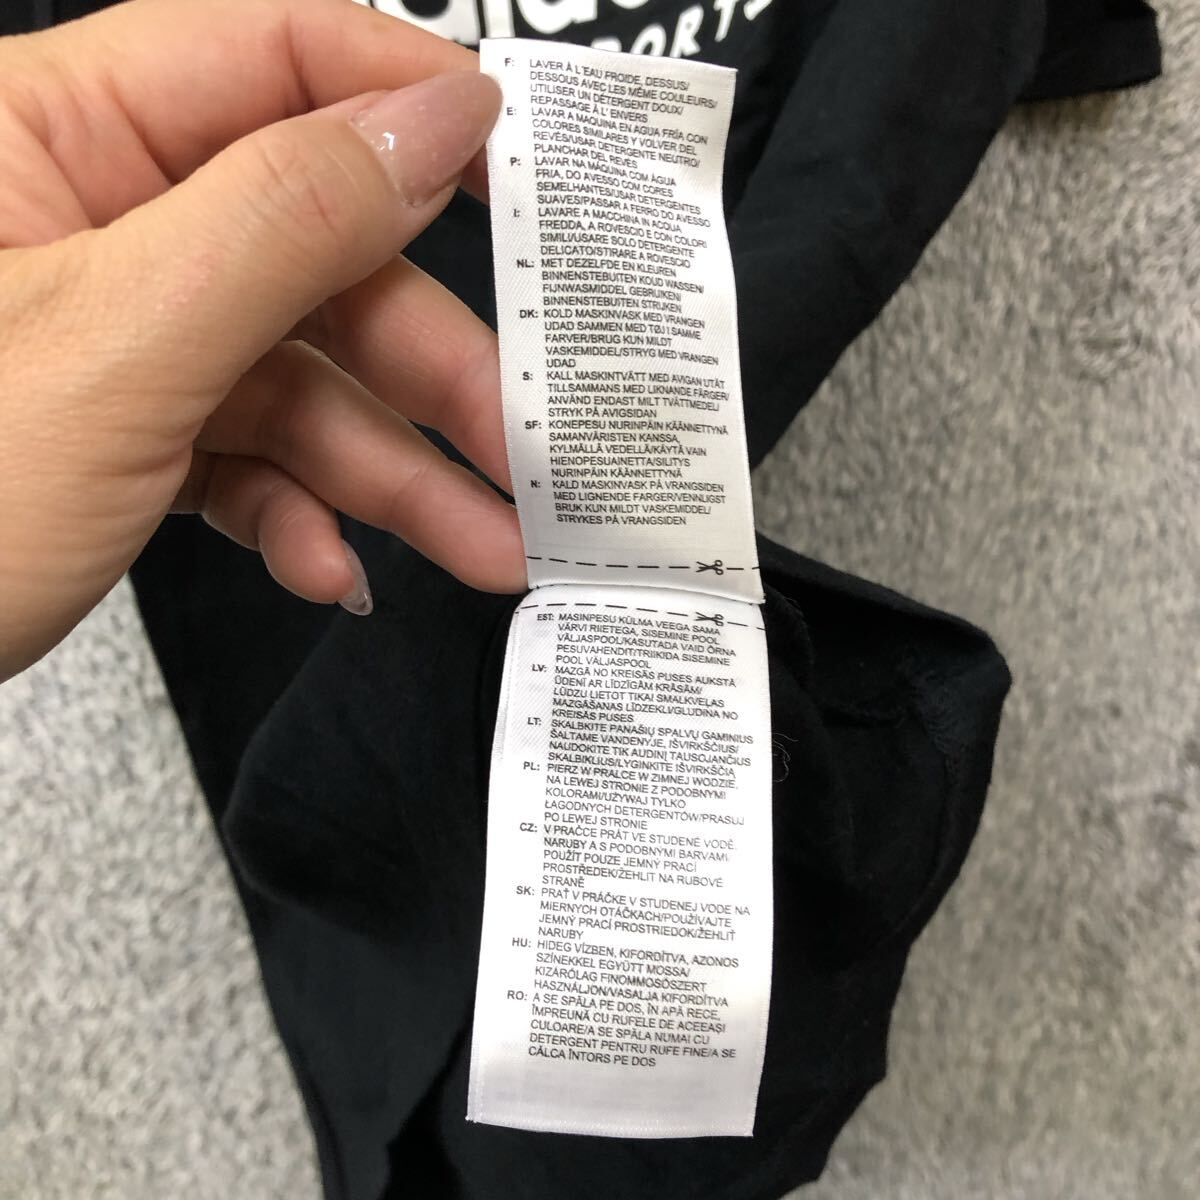 adidas
SPORTS
F: LAVER À L'EAU FROIDE, DESSUS/
DESSOUS AVEC LES MÊME COULEURS/
UTILISER UN DÉTERGENT DOUX/
REPASSAGE À L' ENVERS
E: LAVAR A MAQUINA EN AGUA FRÍA CON
COLORES SIMILARES Y VOLVER DEL
REVÉS/USAR DETERGENTE NEUTRO/
PLANCHAR DEL REVÉS
P: LAVAR NA MÁQUINA COM ÁGUA
FRIA, DO AVESSO COM CORES
SEMELHANTES/USAR DETERGENTES
SUAVES/PASSAR A FERRO DO AVESSO
I: LAVARE A MACCHINA IN ACQUA
FREDDA, A ROVESCIO E CON COLORI
SIMILI/USARE SOLO DETERGENTE
DELICATO/STIRARE A ROVESCIO
NL: MET DEZELFDE EN KLEUREN
BINNENSTEBUITEN KOUD WASSEN/
FIJNWASMIDDEL GEBRUIKEN/
BINNENSTEBUITEN STRIJKEN
DK: KOLD MASKINVASK MED VRANGEN
UDAD SAMMEN MED TØJ I SAMME
FARVER/BRUG KUN MILDT
VASKEMIDDEL/STRYG MED VRANGEN
UDAD
S: KALL MASKINTVÄTT MED AVIGAN UTÅT
TILLSAMMANS MED LIKNANDE FÄRGER/
ANVÄND ENDAST MILT TVÄTTMEDEL/
STRYK PÅ AVIGSIDAN
SF: KONEPESU NURINPÄIN KÄÄNNETTYNÄ
SAMANVÄRISTEN KANSSA,
KYLMÄLLÄ VEDELLÄ/KÄYTÄ VAIN
HIENOPESUAINETTA/SILITYS
NURINPÄIN KÄÄNNETTYNÄ
N: KALD MASKINVASK PÅ VRANGSIDEN
MED LIGNENDE FARGER/VENNLIGST
BRUK KUN MILDT VASKEMIDDEL/
STRYKES PÅ VRANGSIDEN
EST: MASINPESU KÜLMA VEEGA SAMA
VÄRVI RIIETEGA, SISEMINE POOL
VÄLJASPOOL/KASUTADA VAID ÕRNA
PESUVAHENDIT/TRIIKIDA SISEMINE
POOL VÄLJASPOOL
LV: MAZGĀ NO KREISĀS PUSES AUKSTĀ
ŪDENĪ AR LĪDZĪGĀM KRĀSĀM/
LŪDZU LIETOT TIKAI SMALKVEĻAS
MAZGĀŠANAS LĪDZEKLI/GLUDINA NO
KREISĀS PUSES
LT: SKALBKITE PANAŠIŲ SPALVŲ GAMINIUS
ŠALTAME VANDENYJE, IŠVIRKŠČIUS/
NAUDOKITE TIK AUDINĮ TAUSOJANČIUS
SKALBIKLIUS/LYGINKITE IŠVIRKŠČIĄ
PL: PIERZ W PRALCE W ZIMNEJ WODZIE,
NA LEWEJ STRONIE Z PODOBNYMI
KOLORAMI/UŻYWAJ TYLKO
ŁAGODNYCH DETERGENTÓW/PRASUJ
PO LEWEJ STRONIE
CZ: V PRAČCE PRÁT VE STUDENÉ VODĚ,
NARUBY A S PODOBNÝMI BARVAMI/
POUŽÍT POUZE JEMNÝ PRACÍ
PROSTŘEDEK/ŽEHLIT NA RUBOVÉ
STRANĚ
SK: PRAŤ V PRÁČKE V STUDENEJ VODE NA
MIERNYCH OTÁČKACH/POUŽÍVAJTE
JEMNÝ PRACÍ PROSTRIEDOK/ŽEHLIŤ
NARUBY
HU: HIDEG VÍZBEN, KIFORDÍTVA, AZONOS
SZÍNEKKEL EGYÜTT MOSSA/
KIZÁRÓLAG FINOMMOSÓSZERT
HASZNÁLJON/VASALJA KIFORDÍTVA
RO: A SE SPĂLA PE DOS, ÎN APĂ RECE,
ÎMPREUNĂ CU RUFELE DE ACEEAȘI
CULOARE/A SE SPĂLA NUMAI CU
DETERGENT PENTRU RUFE FINE/A SE
CĂLCA ÎNTORS PE DOS